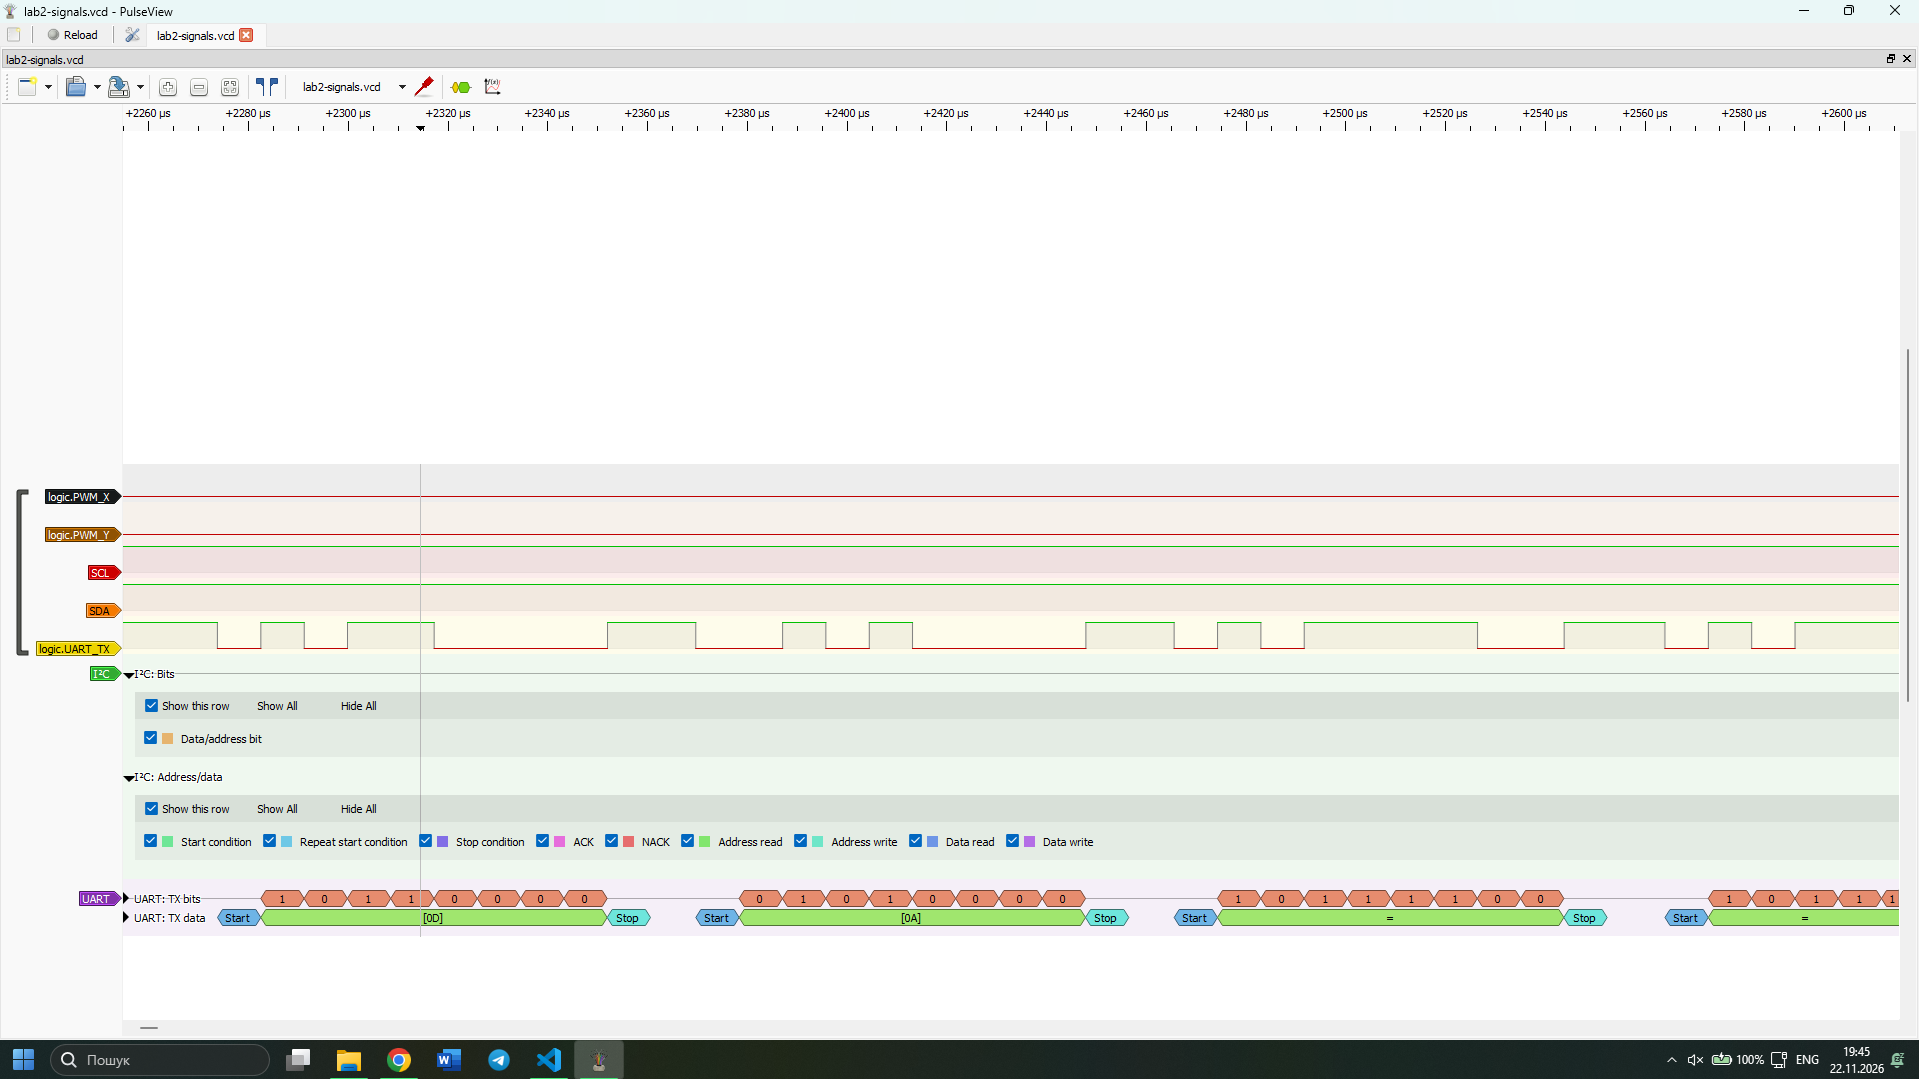 lab2-signals.vcd - PulseView
Reload lab2-signals.vcd
lab2-signals.vcd
lab2-signals.vcd
+2260 µs +2280 µs +2300 µs +2320 µs +2340 µs +2360 µs +2380 µs +2400 µs +2420 µs +2440 µs +2460 µs +2480 µs +2500 µs +2520 µs +2540 µs +2560 µs +2580 µs +2600 µs
logic.PWM_X
logic.PWM_Y
SCL
SDA
logic.UART_TX
I²C I²C: Bits
Show this row Show All Hide All
Data/address bit
I²C: Address/data
Show this row Show All Hide All
Start condition Repeat start condition Stop condition ACK NACK Address read Address write Data read Data write
UART UART: TX bits 1 0 1 1 0 0 0 0 0 1 0 1 0 0 0 0 1 0 1 1 1 1 0 0 1 0 1 1 1
UART: TX data Start [0D] Stop Start [0A] Stop Start = Stop Start =
Пошук
100% ENG
19:45
22.11.2026